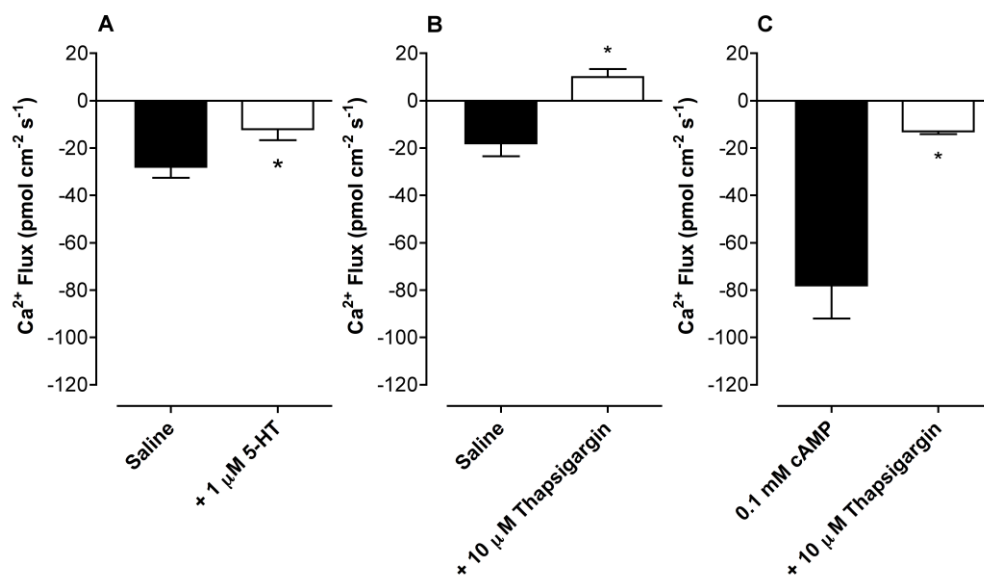 A
Ca²⁺ Flux (pmol cm⁻² s⁻¹)
20
0
-20
-40
-60
-80
-100
-120
*
Saline
+ 1 μM 5-HT
B
Ca²⁺ Flux (pmol cm⁻² s⁻¹)
20
0
-20
-40
-60
-80
-100
-120
*
Saline
+ 10 μ M Thapsigargin
C
Ca²⁺ Flux (pmol cm⁻² s⁻¹)
20
0
-20
-40
-60
-80
-100
-120
*
0.1 mM cAMP
+ 10 μ M Thapsigargin